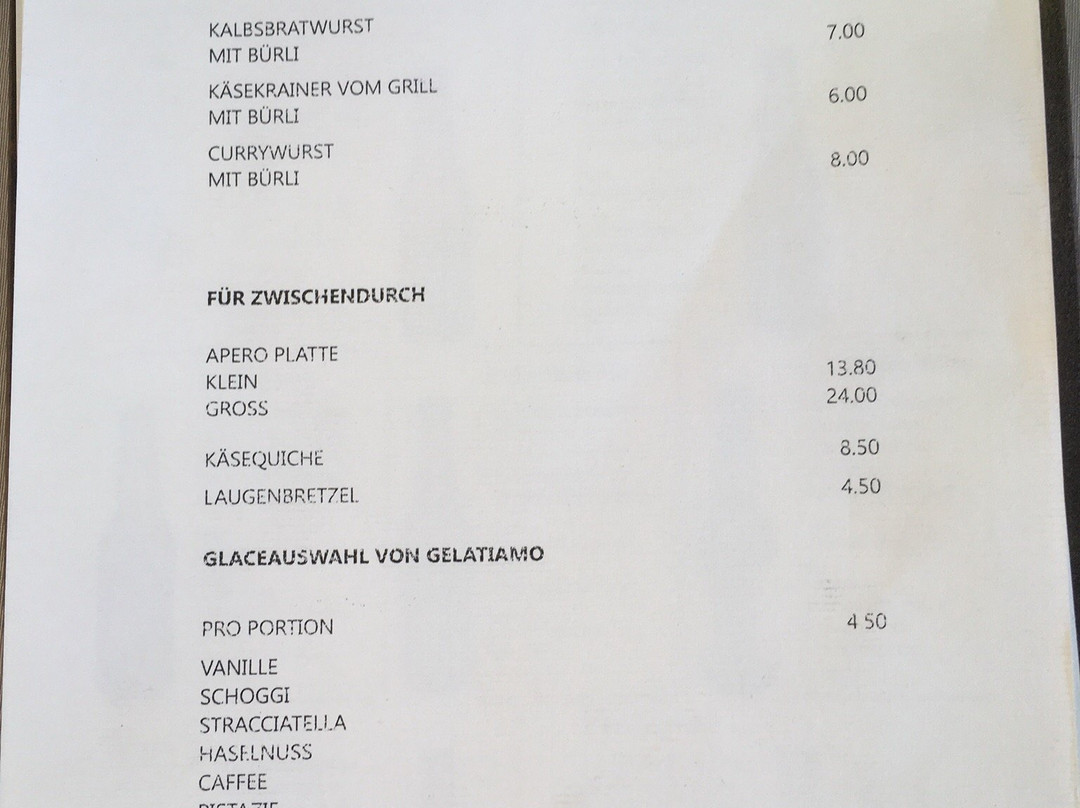 KALBSBRATWURST 7.00
MIT BÜRLI
KÄSEKRAINER VOM GRILL 6.00
MIT BÜRLI
CURRYWURST 8.00
MIT BÜRLI
FÜR ZWISCHENDURCH
APERO PLATTE
KLEIN 13.80
GROSS 24.00
KÄSEQUICHE 8.50
LAUGENBRETZEL 4.50
GLACEAUSWAHL VON GELATIAMO
PRO PORTION 4 50
VANILLE
SCHOGGI
STRACCIATELLA
HASELNUSS
CAFFEE